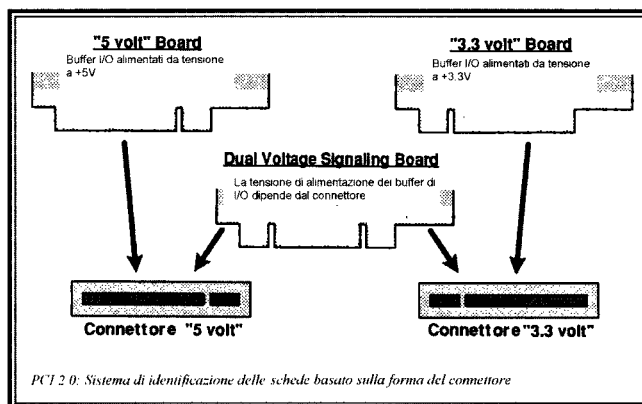 "5 volt" Board
Buffer I/O alimentati da tensione
a +5V
"3.3 volt" Board
Buffer I/O alimentati da tensione
a +3.3V
Dual Voltage Signaling Board
La tensione di alimentazione dei buffer di
I/O dipende dal connettore
Connettore "5 volt"
Connettore "3.3 volt"
PCI 2.0: Sistema di identificazione delle schede basato sulla forma del connettore